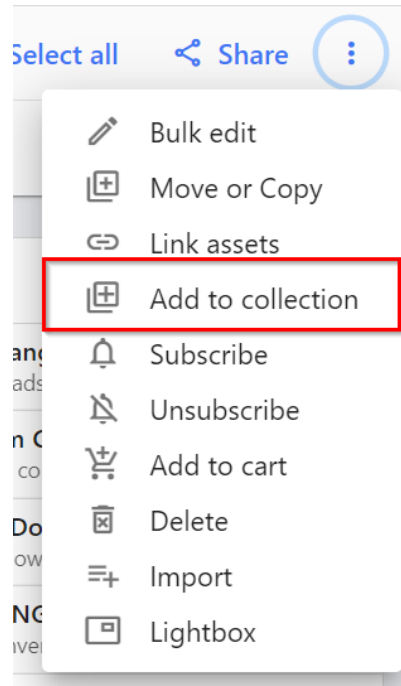 Select all Share
Bulk edit
Move or Copy
Link assets
Add to collection
Subscribe
Unsubscribe
Add to cart
Delete
Import
Lightbox